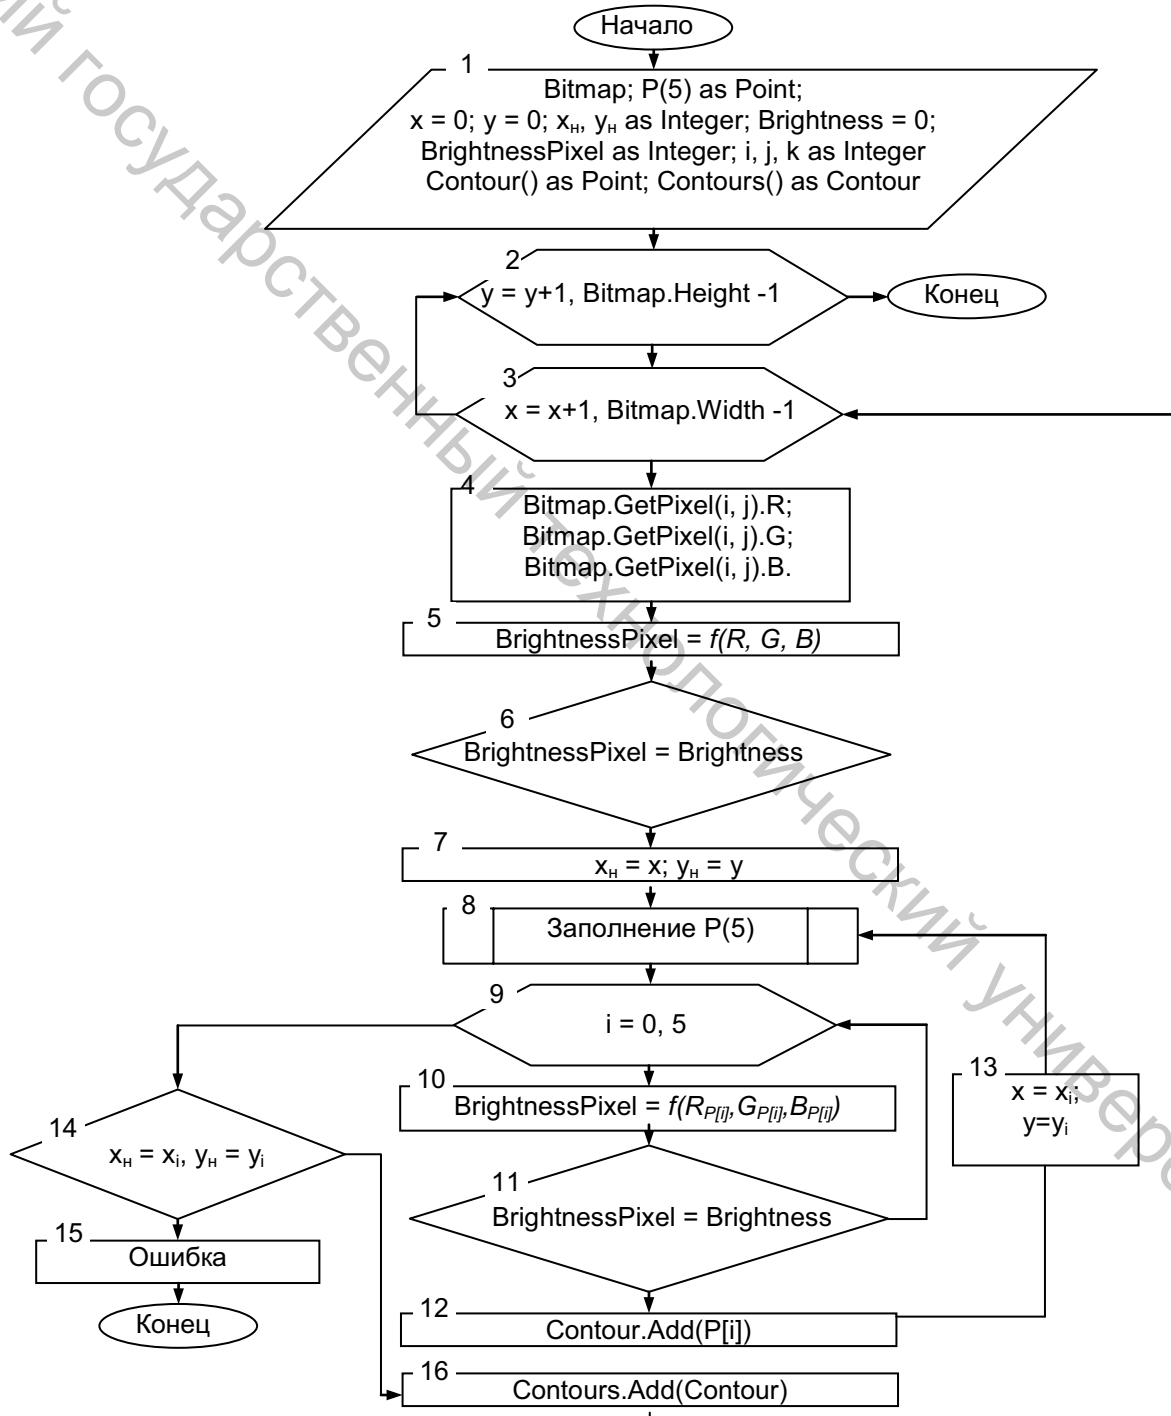 Начало
1
Bitmap; P(5) as Point;
x = 0; y = 0; xн, yн as Integer; Brightness = 0;
BrightnessPixel as Integer; i, j, k as Integer
Contour() as Point; Contours() as Contour
2
y = y+1, Bitmap.Height -1
Конец
3
x = x+1, Bitmap.Width -1
4
Bitmap.GetPixel(i, j).R;
Bitmap.GetPixel(i, j).G;
Bitmap.GetPixel(i, j).B.
5
BrightnessPixel = f(R, G, B)
6
BrightnessPixel = Brightness
7
xн = x; yн = y
8
Заполнение P(5)
9
i = 0, 5
10
BrightnessPixel = f(RP[i],GP[i],BP[i])
13
x = xi;
y=yi
14
xн = xi, yн = yi
11
BrightnessPixel = Brightness
15
Ошибка
Конец
12
Contour.Add(P[i])
16
Contours.Add(Contour)
государственный технологический